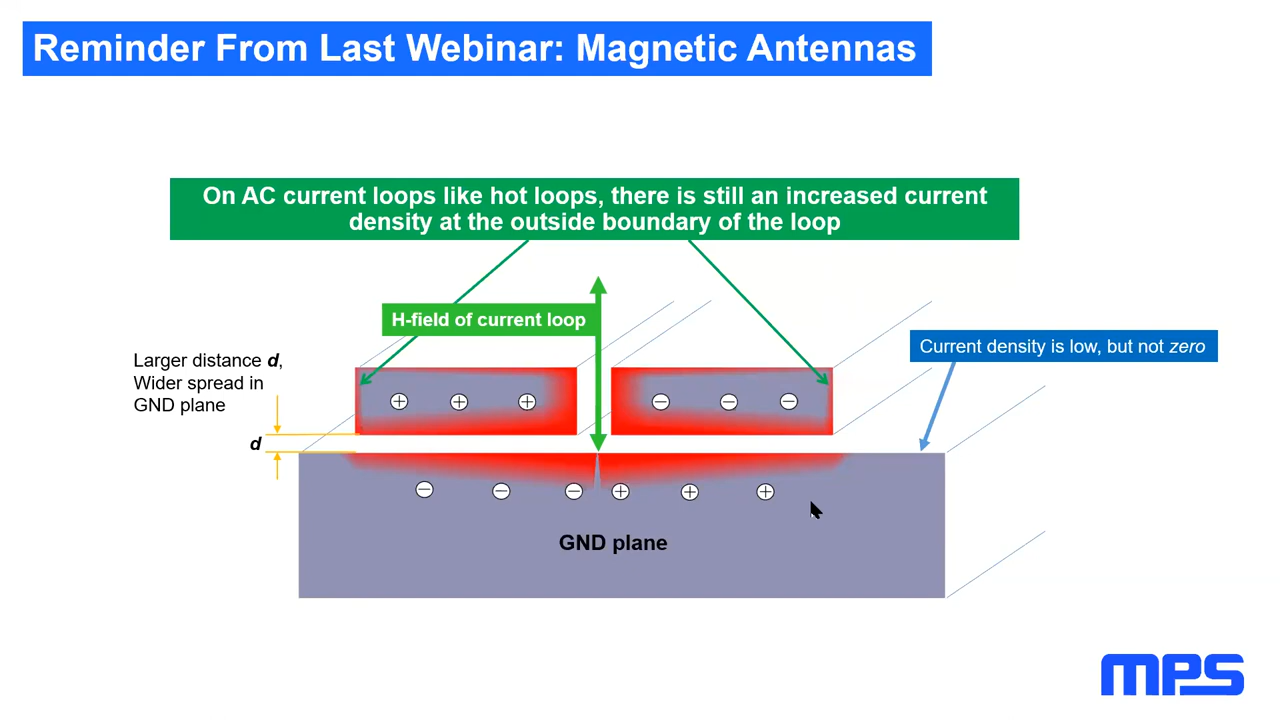 Reminder From Last Webinar: Magnetic Antennas
On AC current loops like hot loops, there is still an increased current
density at the outside boundary of the loop
H-field of current loop
Current density is low, but not zero
Larger distance d,
Wider spread in
GND plane
d
+ + + − − −
− − − + + +
GND plane
mPS